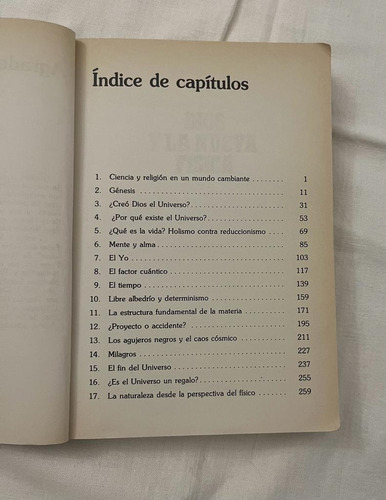 Índice de capítulos
1. Ciencia y religión en un mundo cambiante ........ 1
2. Génesis ........ 11
3. ¿Creó Dios el Universo? ........ 31
4. ¿Por qué existe el Universo? ........ 53
5. ¿Qué es la vida? Holismo contra reduccionismo ........ 69
6. Mente y alma ........ 85
7. El Yo ........ 103
8. El factor cuántico ........ 117
9. El tiempo ........ 139
10. Libre albedrío y determinismo ........ 159
11. La estructura fundamental de la materia ........ 171
12. ¿Proyecto o accidente? ........ 195
13. Los agujeros negros y el caos cósmico ........ 211
14. Milagros ........ 227
15. El fin del Universo ........ 237
16. ¿Es el Universo un regalo? ........ 255
17. La naturaleza desde la perspectiva del físico ........ 259